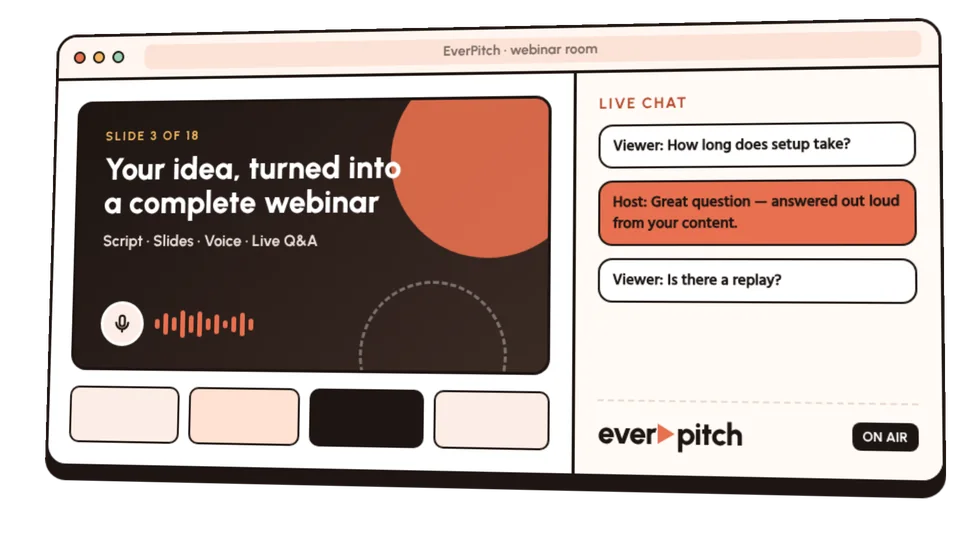 EverPitch · webinar room
SLIDE 3 OF 18
Your idea, turned into
a complete webinar
Script · Slides · Voice · Live Q&A
LIVE CHAT
Viewer: How long does setup take?
Host: Great question — answered out loud
from your content.
Viewer: Is there a replay?
ever pitch
ON AIR